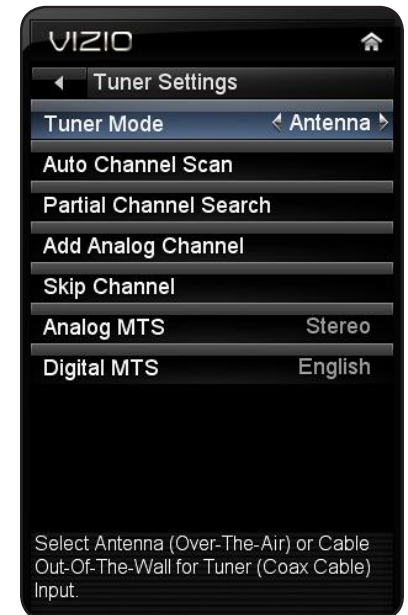 VIZIO
Tuner Settings
Tuner Mode Antenna
Auto Channel Scan
Partial Channel Search
Add Analog Channel
Skip Channel
Analog MTS Stereo
Digital MTS English
Select Antenna (Over-The-Air) or Cable
Out-Of-The-Wall for Tuner (Coax Cable)
Input.